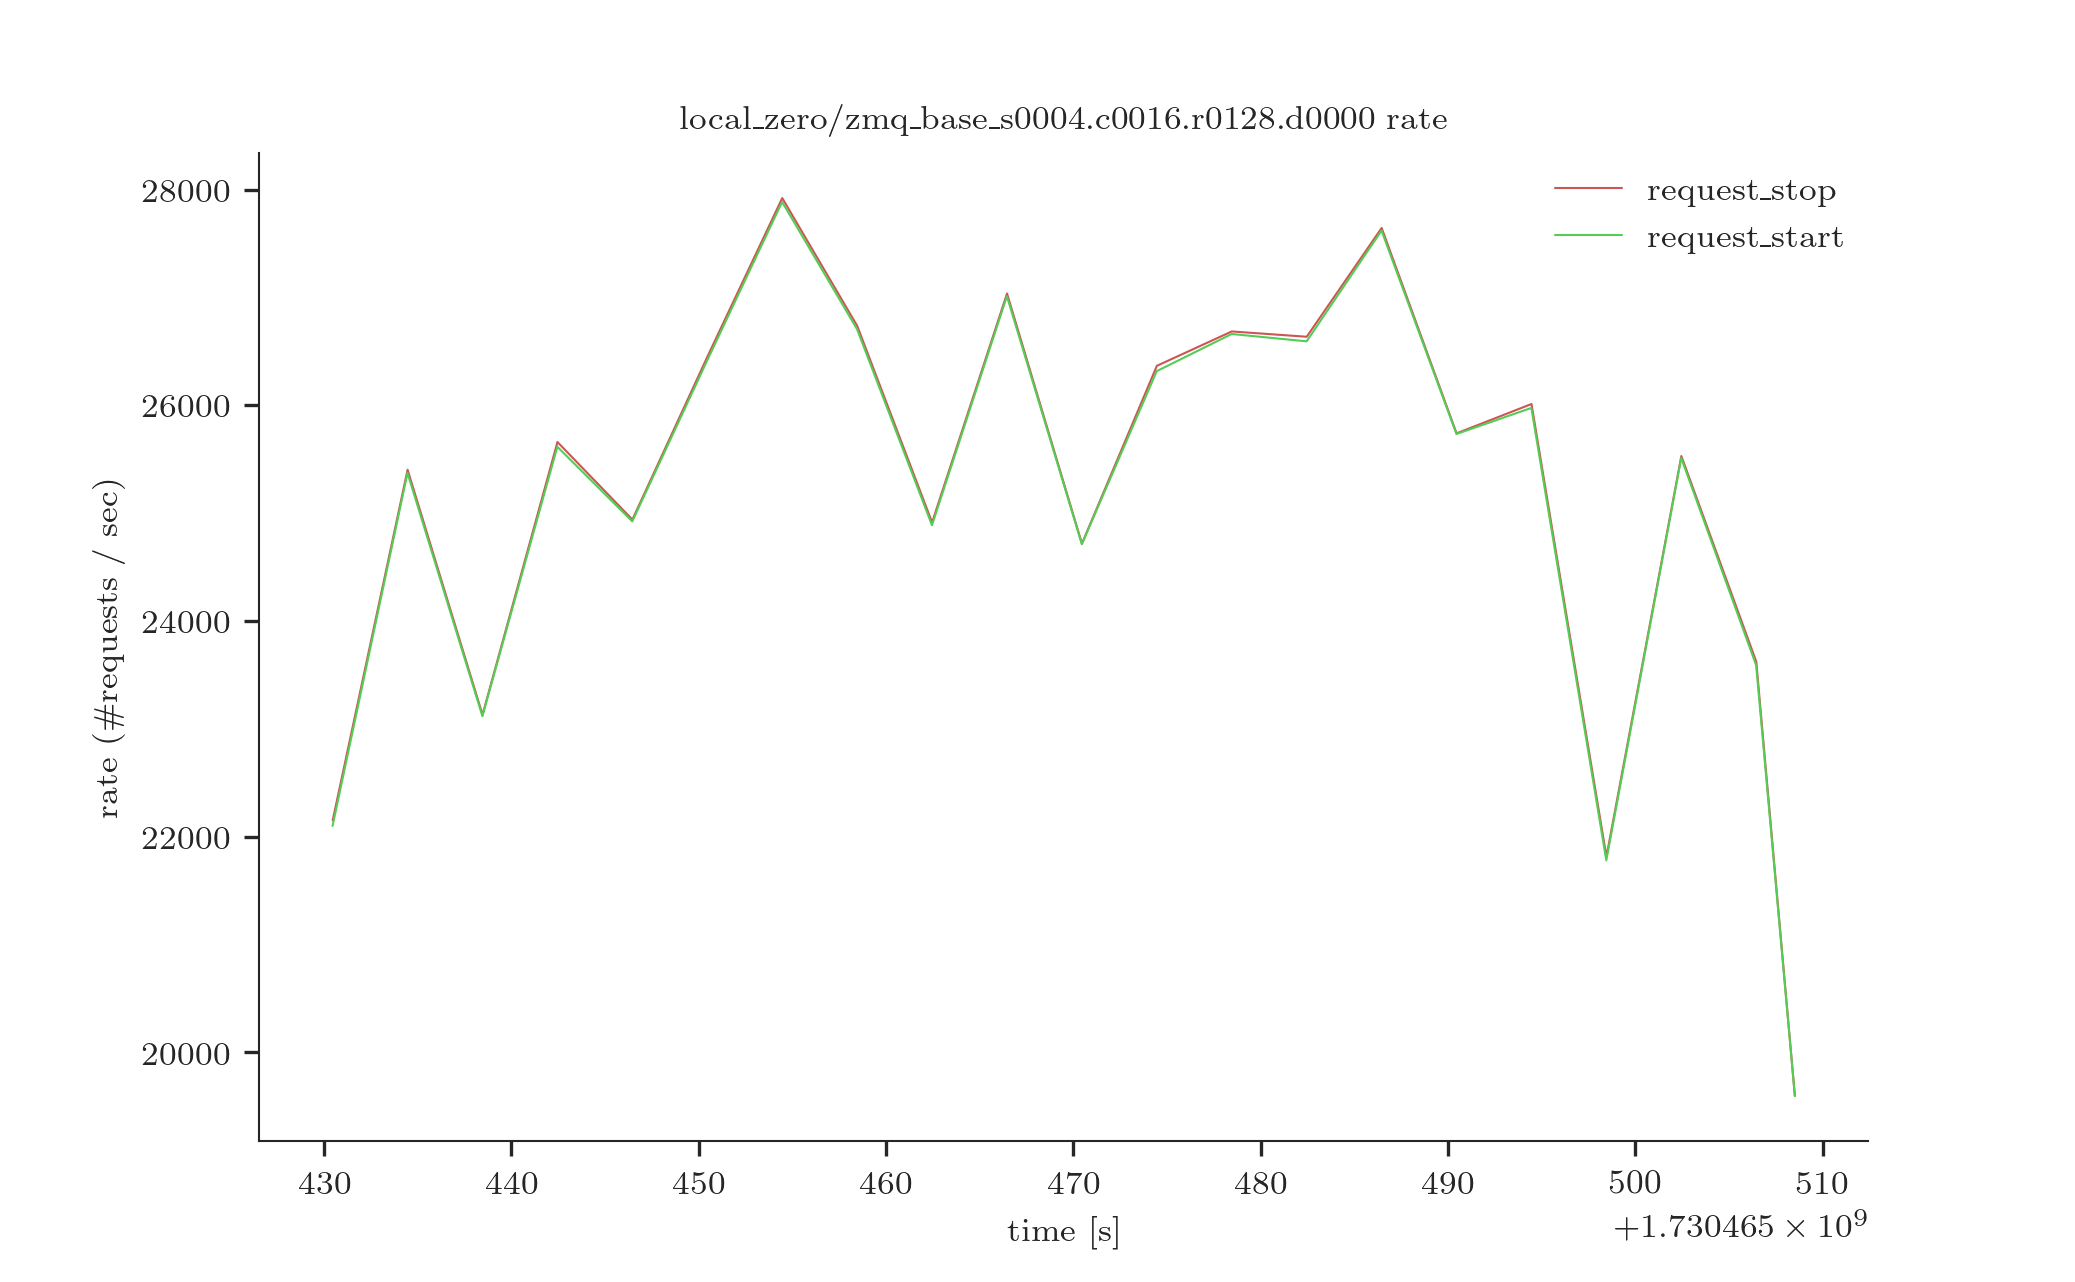 local_zero/zmq_base_s0004.c0016.r0128.d0000 rate
request_stop
request_start
rate (#requests / sec)
28000
26000
24000
22000
20000
430 440 450 460 470 480 490 500 510
time [s]
+1.730465 × 10⁹